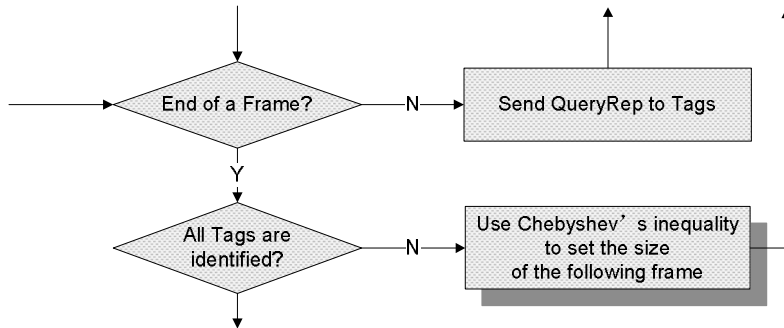 End of a Frame?
N
Send QueryRep to Tags
Y
All Tags are
identified?
N
Use Chebyshev’s inequality
to set the size
of the following frame